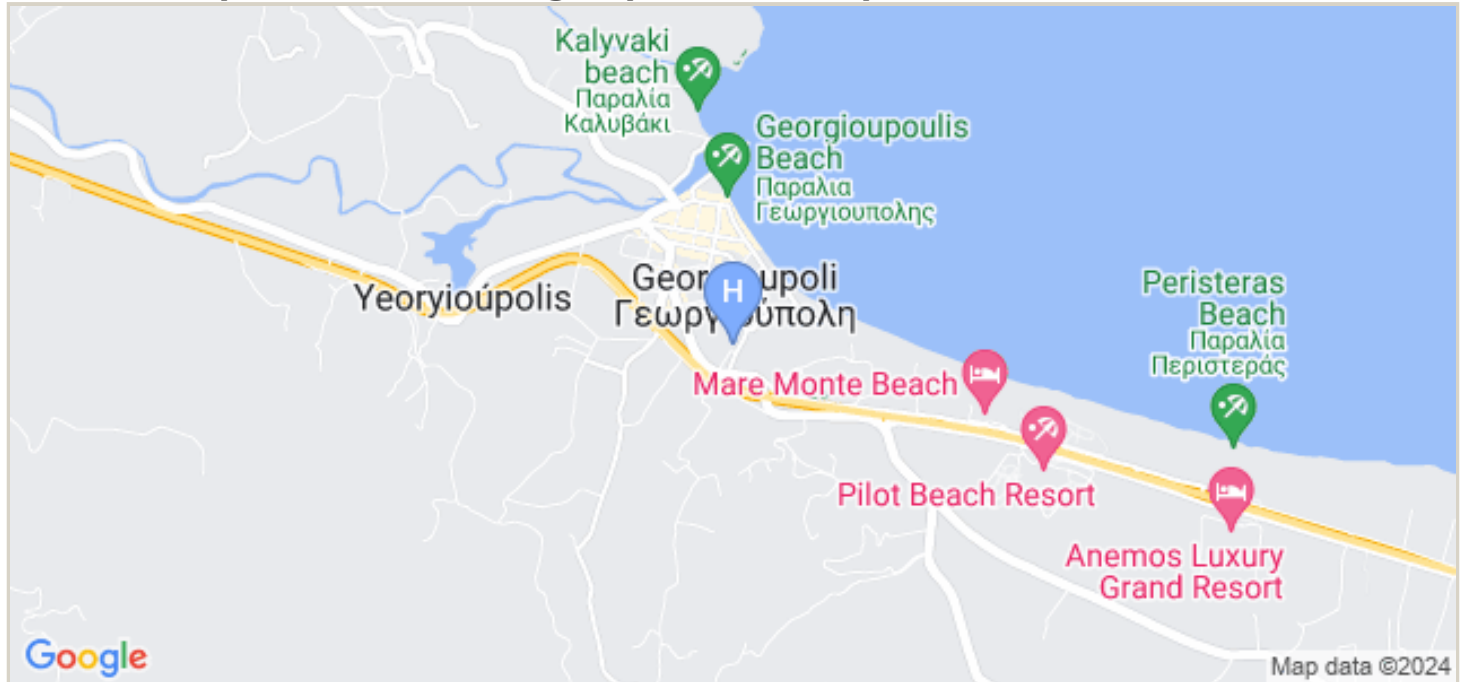 Kalyvaki
beach
Παραλία
Καλυβάκι
Georgioupoulis
Beach
Παραλια
Γεωργιουπολης
Yeoryioúpolis
H
Peristeras
Beach
Παραλία
Περιστεράς
Mare Monte Beach
Pilot Beach Resort
Anemos Luxury
Grand Resort
Google
Map data ©2024